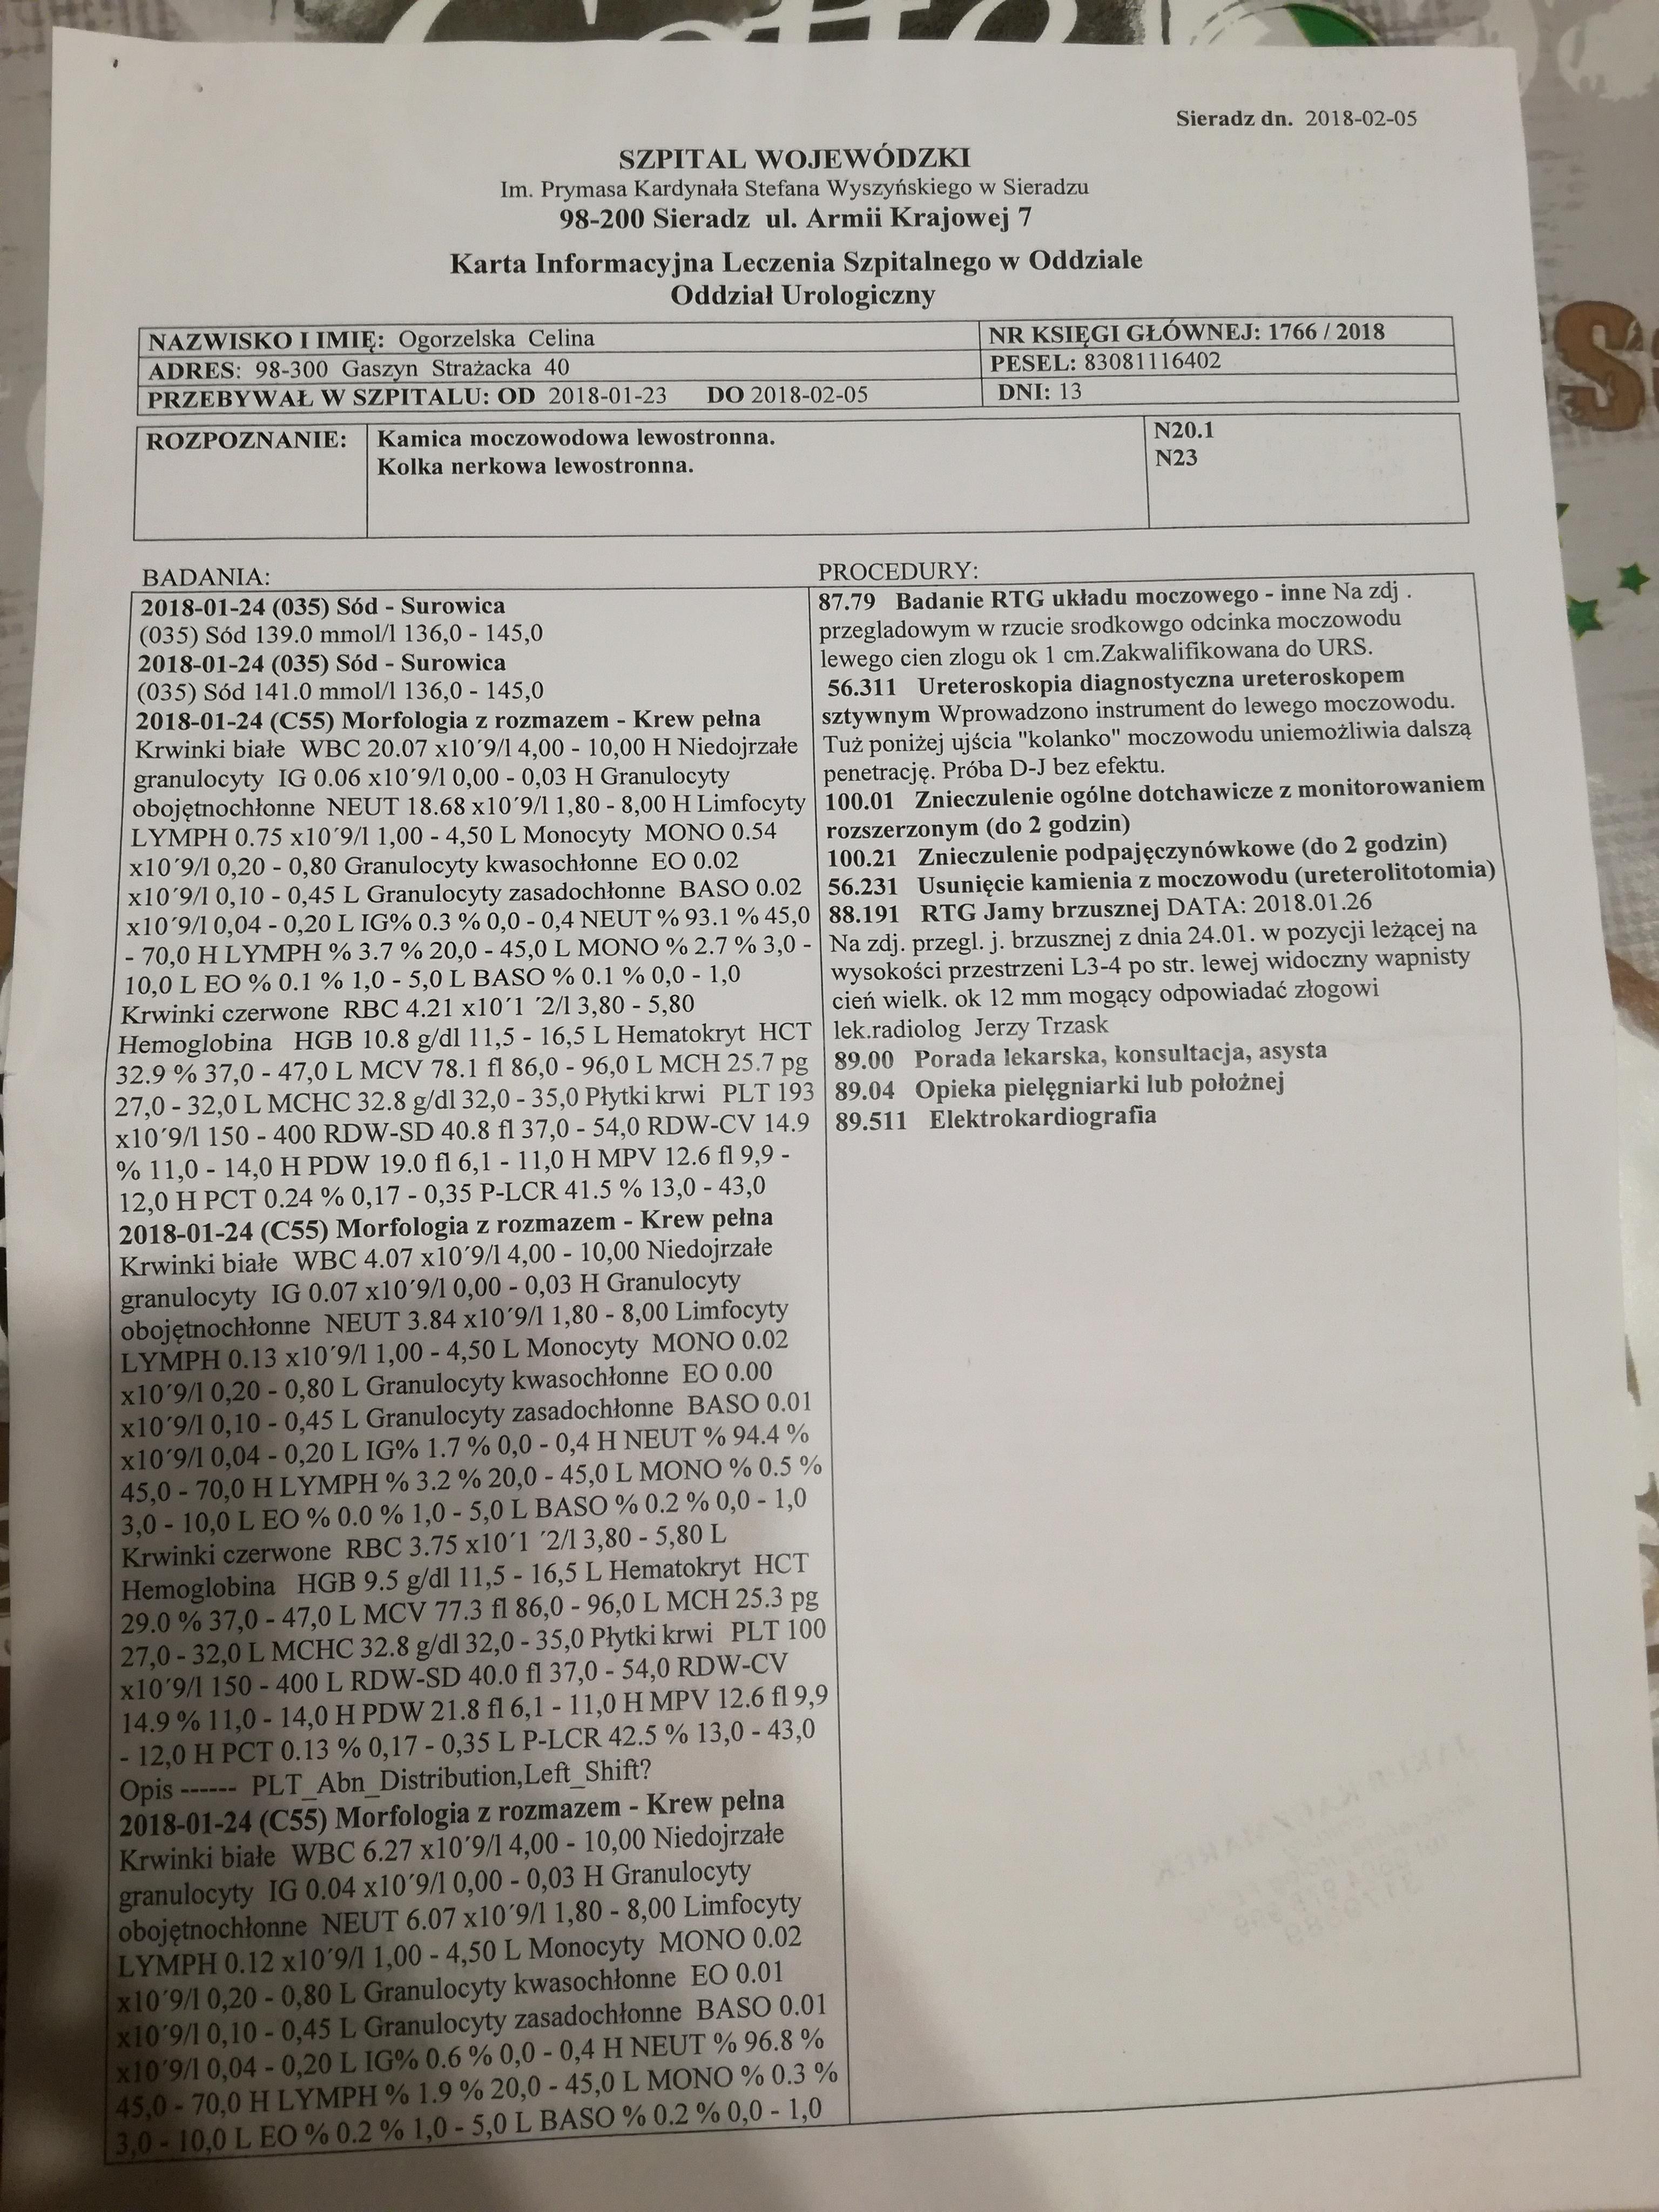 Sieradz dn. 2018-02-05
SZPITAL WOJEWÓDZKI
Im. Prymasa Kardynała Stefana Wyszyńskiego w Sieradzu
98-200 Sieradz ul. Armii Krajowej 7
Karta Informacyjna Leczenia Szpitalnego w Oddziale
Oddział Urologiczny
NAZWISKO I IMIĘ: Ogorzelska Celina
NR KSIĘGI GŁÓWNEJ: 1766 / 2018
ADRES: 98-300 Gaszyn Strażacka 40
PESEL: 83081116402
PRZEBYWAŁ W SZPITALU: OD 2018-01-23 DO 2018-02-05
DNI: 13
ROZPOZNANIE:
Kamica moczowodowa lewostronna.
Kolka nerkowa lewostronna.
N20.1
N23
BADANIA:
2018-01-24 (035) Sód - Surowica
(035) Sód 139.0 mmol/l 136,0 - 145,0
2018-01-24 (035) Sód - Surowica
(035) Sód 141.0 mmol/l 136,0 - 145,0
2018-01-24 (C55) Morfologia z rozmazem - Krew pełna
Krwinki białe WBC 20.07 x10´9/l 4,00 - 10,00 H Niedojrzałe
granulocyty IG 0.06 x10´9/l 0,00 - 0,03 H Granulocyty
obojętnochłonne NEUT 18.68 x10´9/l 1,80 - 8,00 H Limfocyty
LYMPH 0.75 x10´9/l 1,00 - 4,50 L Monocyty MONO 0.54
x10´9/l 0,20 - 0,80 Granulocyty kwasochłonne EO 0.02
x10´9/l 0,10 - 0,45 L Granulocyty zasadochłonne BASO 0.02
x10´9/l 0,04 - 0,20 L IG% 0.3 % 0,0 - 0,4 NEUT % 93.1 % 45,0
- 70,0 H LYMPH % 3.7 % 20,0 - 45,0 L MONO % 2.7 % 3,0 -
10,0 L EO % 0.1 % 1,0 - 5,0 L BASO % 0.1 % 0,0 - 1,0
Krwinki czerwone RBC 4.21 x10´1 ´2/l 3,80 - 5,80
Hemoglobina HGB 10.8 g/dl 11,5 - 16,5 L Hematokryt HCT
32.9 % 37,0 - 47,0 L MCV 78.1 fl 86,0 - 96,0 L MCH 25.7 pg
27,0 - 32,0 L MCHC 32.8 g/dl 32,0 - 35,0 Płytki krwi PLT 193
x10´9/l 150 - 400 RDW-SD 40.8 fl 37,0 - 54,0 RDW-CV 14.9
% 11,0 - 14,0 H PDW 19.0 fl 6,1 - 11,0 H MPV 12.6 fl 9,9 -
12,0 H PCT 0.24 % 0,17 - 0,35 P-LCR 41.5 % 13,0 - 43,0
2018-01-24 (C55) Morfologia z rozmazem - Krew pełna
Krwinki białe WBC 4.07 x10´9/l 4,00 - 10,00 Niedojrzałe
granulocyty IG 0.07 x10´9/l 0,00 - 0,03 H Granulocyty
obojętnochłonne NEUT 3.84 x10´9/l 1,80 - 8,00 Limfocyty
LYMPH 0.13 x10´9/l 1,00 - 4,50 L Monocyty MONO 0.02
x10´9/l 0,20 - 0,80 L Granulocyty kwasochłonne EO 0.00
x10´9/l 0,10 - 0,45 L Granulocyty zasadochłonne BASO 0.01
x10´9/l 0,04 - 0,20 L IG% 1.7 % 0,0 - 0,4 H NEUT % 94.4 %
45,0 - 70,0 H LYMPH % 3.2 % 20,0 - 45,0 L MONO % 0.5 %
3,0 - 10,0 L EO % 0.0 % 1,0 - 5,0 L BASO % 0.2 % 0,0 - 1,0
Krwinki czerwone RBC 3.75 x10´1 ´2/l 3,80 - 5,80 L
Hemoglobina HGB 9.5 g/dl 11,5 - 16,5 L Hematokryt HCT
29.0 % 37,0 - 47,0 L MCV 77.3 fl 86,0 - 96,0 L MCH 25.3 pg
27,0 - 32,0 L MCHC 32.8 g/dl 32,0 - 35,0 Płytki krwi PLT 100
x10´9/l 150 - 400 L RDW-SD 40.0 fl 37,0 - 54,0 RDW-CV
14.9 % 11,0 - 14,0 H PDW 21.8 fl 6,1 - 11,0 H MPV 12.6 fl 9,9
- 12,0 H PCT 0.13 % 0,17 - 0,35 L P-LCR 42.5 % 13,0 - 43,0
Opis ------ PLT_Abn_Distribution,Left_Shift?
2018-01-24 (C55) Morfologia z rozmazem - Krew pełna
Krwinki białe WBC 6.27 x10´9/l 4,00 - 10,00 Niedojrzałe
granulocyty IG 0.04 x10´9/l 0,00 - 0,03 H Granulocyty
obojętnochłonne NEUT 6.07 x10´9/l 1,80 - 8,00 Limfocyty
LYMPH 0.12 x10´9/l 1,00 - 4,50 L Monocyty MONO 0.02
x10´9/l 0,20 - 0,80 L Granulocyty kwasochłonne EO 0.01
x10´9/l 0,10 - 0,45 L Granulocyty zasadochłonne BASO 0.01
x10´9/l 0,04 - 0,20 L IG% 0.6 % 0,0 - 0,4 H NEUT % 96.8 %
45,0 - 70,0 H LYMPH % 1.9 % 20,0 - 45,0 L MONO % 0.3 %
3,0 - 10,0 L EO % 0.2 % 1,0 - 5,0 L BASO % 0.2 % 0,0 - 1,0
PROCEDURY:
87.79 Badanie RTG układu moczowego - inne Na zdj .
przegladowym w rzucie srodkowgo odcinka moczowodu
lewego cien zlogu ok 1 cm.Zakwalifikowana do URS.
56.311 Ureteroskopia diagnostyczna ureteroskopem
sztywnym Wprowadzono instrument do lewego moczowodu.
Tuż poniżej ujścia "kolanko" moczowodu uniemożliwia dalszą
penetrację. Próba D-J bez efektu.
100.01 Znieczulenie ogólne dotchawicze z monitorowaniem
rozszerzonym (do 2 godzin)
100.21 Znieczulenie podpajęczynówkowe (do 2 godzin)
56.231 Usunięcie kamienia z moczowodu (ureterolitotomia)
88.191 RTG Jamy brzusznej DATA: 2018.01.26
Na zdj. przegl. j. brzusznej z dnia 24.01. w pozycji leżącej na
wysokości przestrzeni L3-4 po str. lewej widoczny wapnisty
cień wielk. ok 12 mm mogący odpowiadać złogowi
lek.radiolog Jerzy Trzask
89.00 Porada lekarska, konsultacja, asysta
89.04 Opieka pielęgniarki lub położnej
89.511 Elektrokardiografia